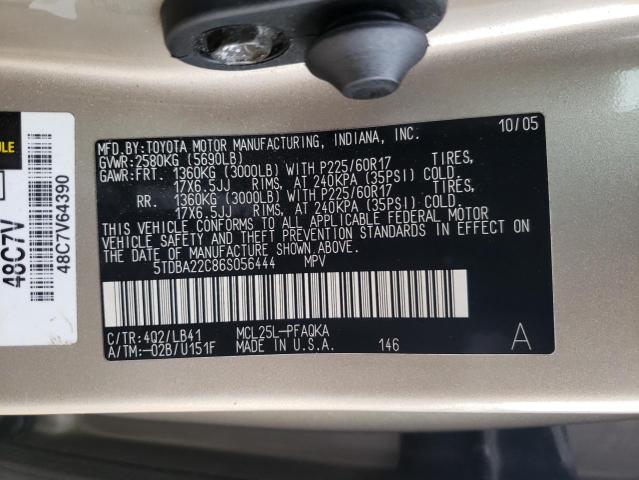 MFD.BY:TOYOTA MOTOR MANUFACTURING, INDIANA, INC. 10/05
GVWR:2580KG (5690LB)
GAWR:FRT. 1360KG (3000LB) WITH P225/60R17 TIRES,
17X6.5JJ RIMS, AT 240KPA (35PSI) COLD.
RR. 1360KG (3000LB) WITH P225/60R17 TIRES,
17X6.5JJ RIMS, AT 240KPA (35PSI) COLD.
THIS VEHICLE CONFORMS TO ALL APPLICABLE FEDERAL MOTOR
VEHICLE SAFETY AND THEFT PREVENTION STANDARDS IN EFFECT ON
THE DATE OF MANUFACTURE SHOWN ABOVE.
5TDBA22C86S056444 MPV
C/TR:4Q2/LB41 MCL25L-PFAQKA
A/TM:-02B/U151F MADE IN U.S.A. 146 A
48C7V
48C7V64390